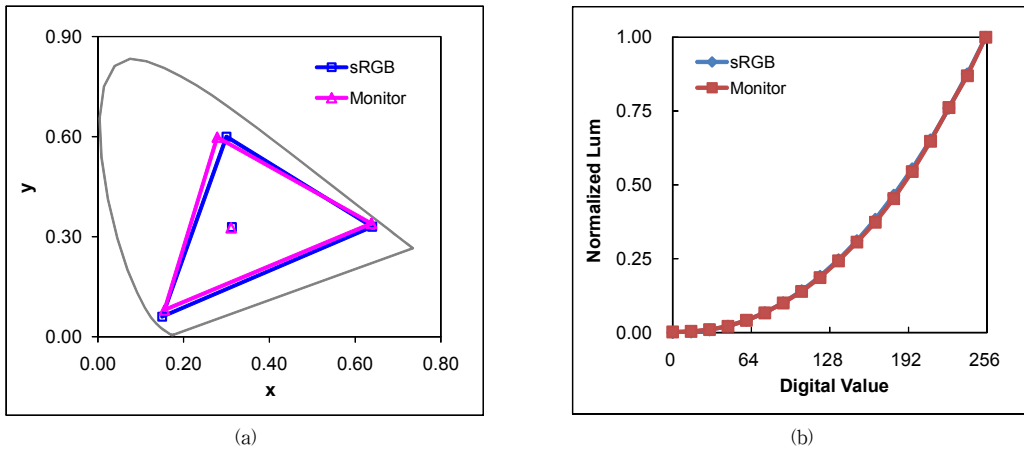 0.90
0.60
0.30
0.00
y
0.00 0.20 0.40 0.60 0.80
x
sRGB
Monitor
(a)
1.00
0.75
0.50
0.25
0.00
Normalized Lum
0 64 128 192 256
Digital Value
sRGB
Monitor
(b)